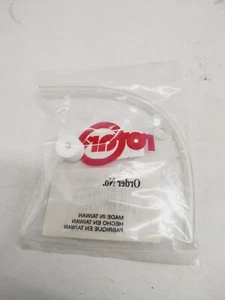 rotary
Order No.
MADE IN TAIWAN
HECHO EN TAIWAN
FABRIQUE EN TAIWAN